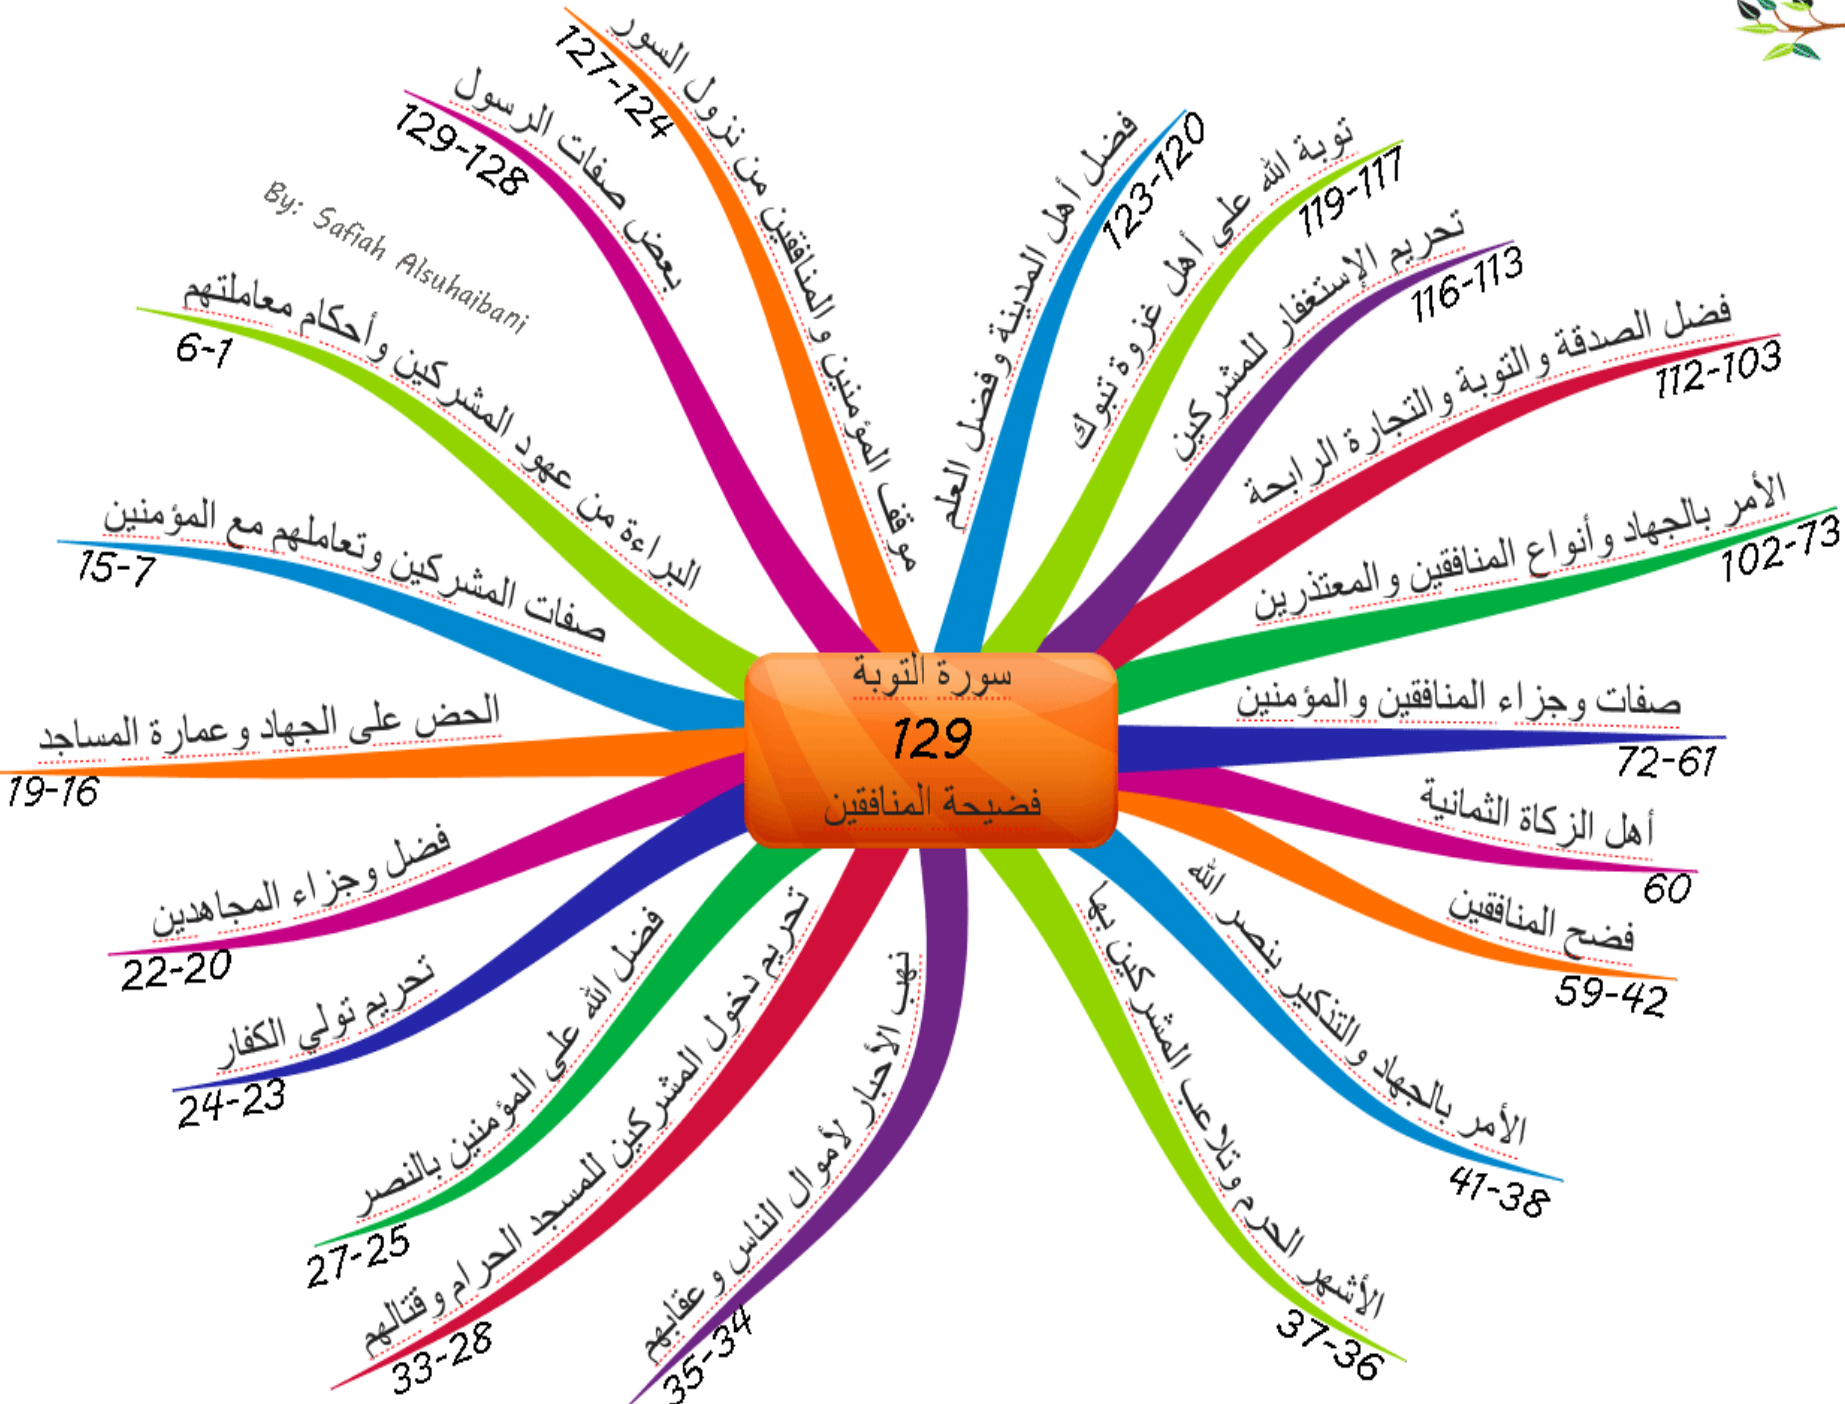 سورة التوبة
129
فضيحة المنافقين
البراءة من عهود المشركين وأحكام معاملتهم
6-1
صفات المشركين وتعاملهم مع المؤمنين
15-7
الحض على الجهاد وعمارة المساجد
19-16
فضل وجزاء المجاهدين
22-20
تحريم تولي الكفار
24-23
فضل الله على المؤمنين بالنصر
27-25
تحريم دخول المشركين للمسجد الحرام وقتالهم
33-28
نهب الأحبار لأموال الناس وعقابهم
35-34
الأشهر الحرم وتلاعب المشركين بها
37-36
الأمر بالجهاد والتذكير بنصر الله
41-38
فضح المنافقين
59-42
أهل الزكاة الثمانية
60
صفات وجزاء المنافقين والمؤمنين
72-61
الأمر بالجهاد وأنواع المنافقين والمعتذرين
102-73
فضل الصدقة والتوبة والتجارة الرابحة
112-103
تحريم الإستغفار للمشركين
116-113
توبة الله على أهل غزوة تبوك
119-117
فضل أهل المدينة وفضل العلم
123-120
موقف المؤمنين والمنافقين من نزول السور
127-124
بعض صفات الرسول
129-128
By: Safiah Alsuhaibani